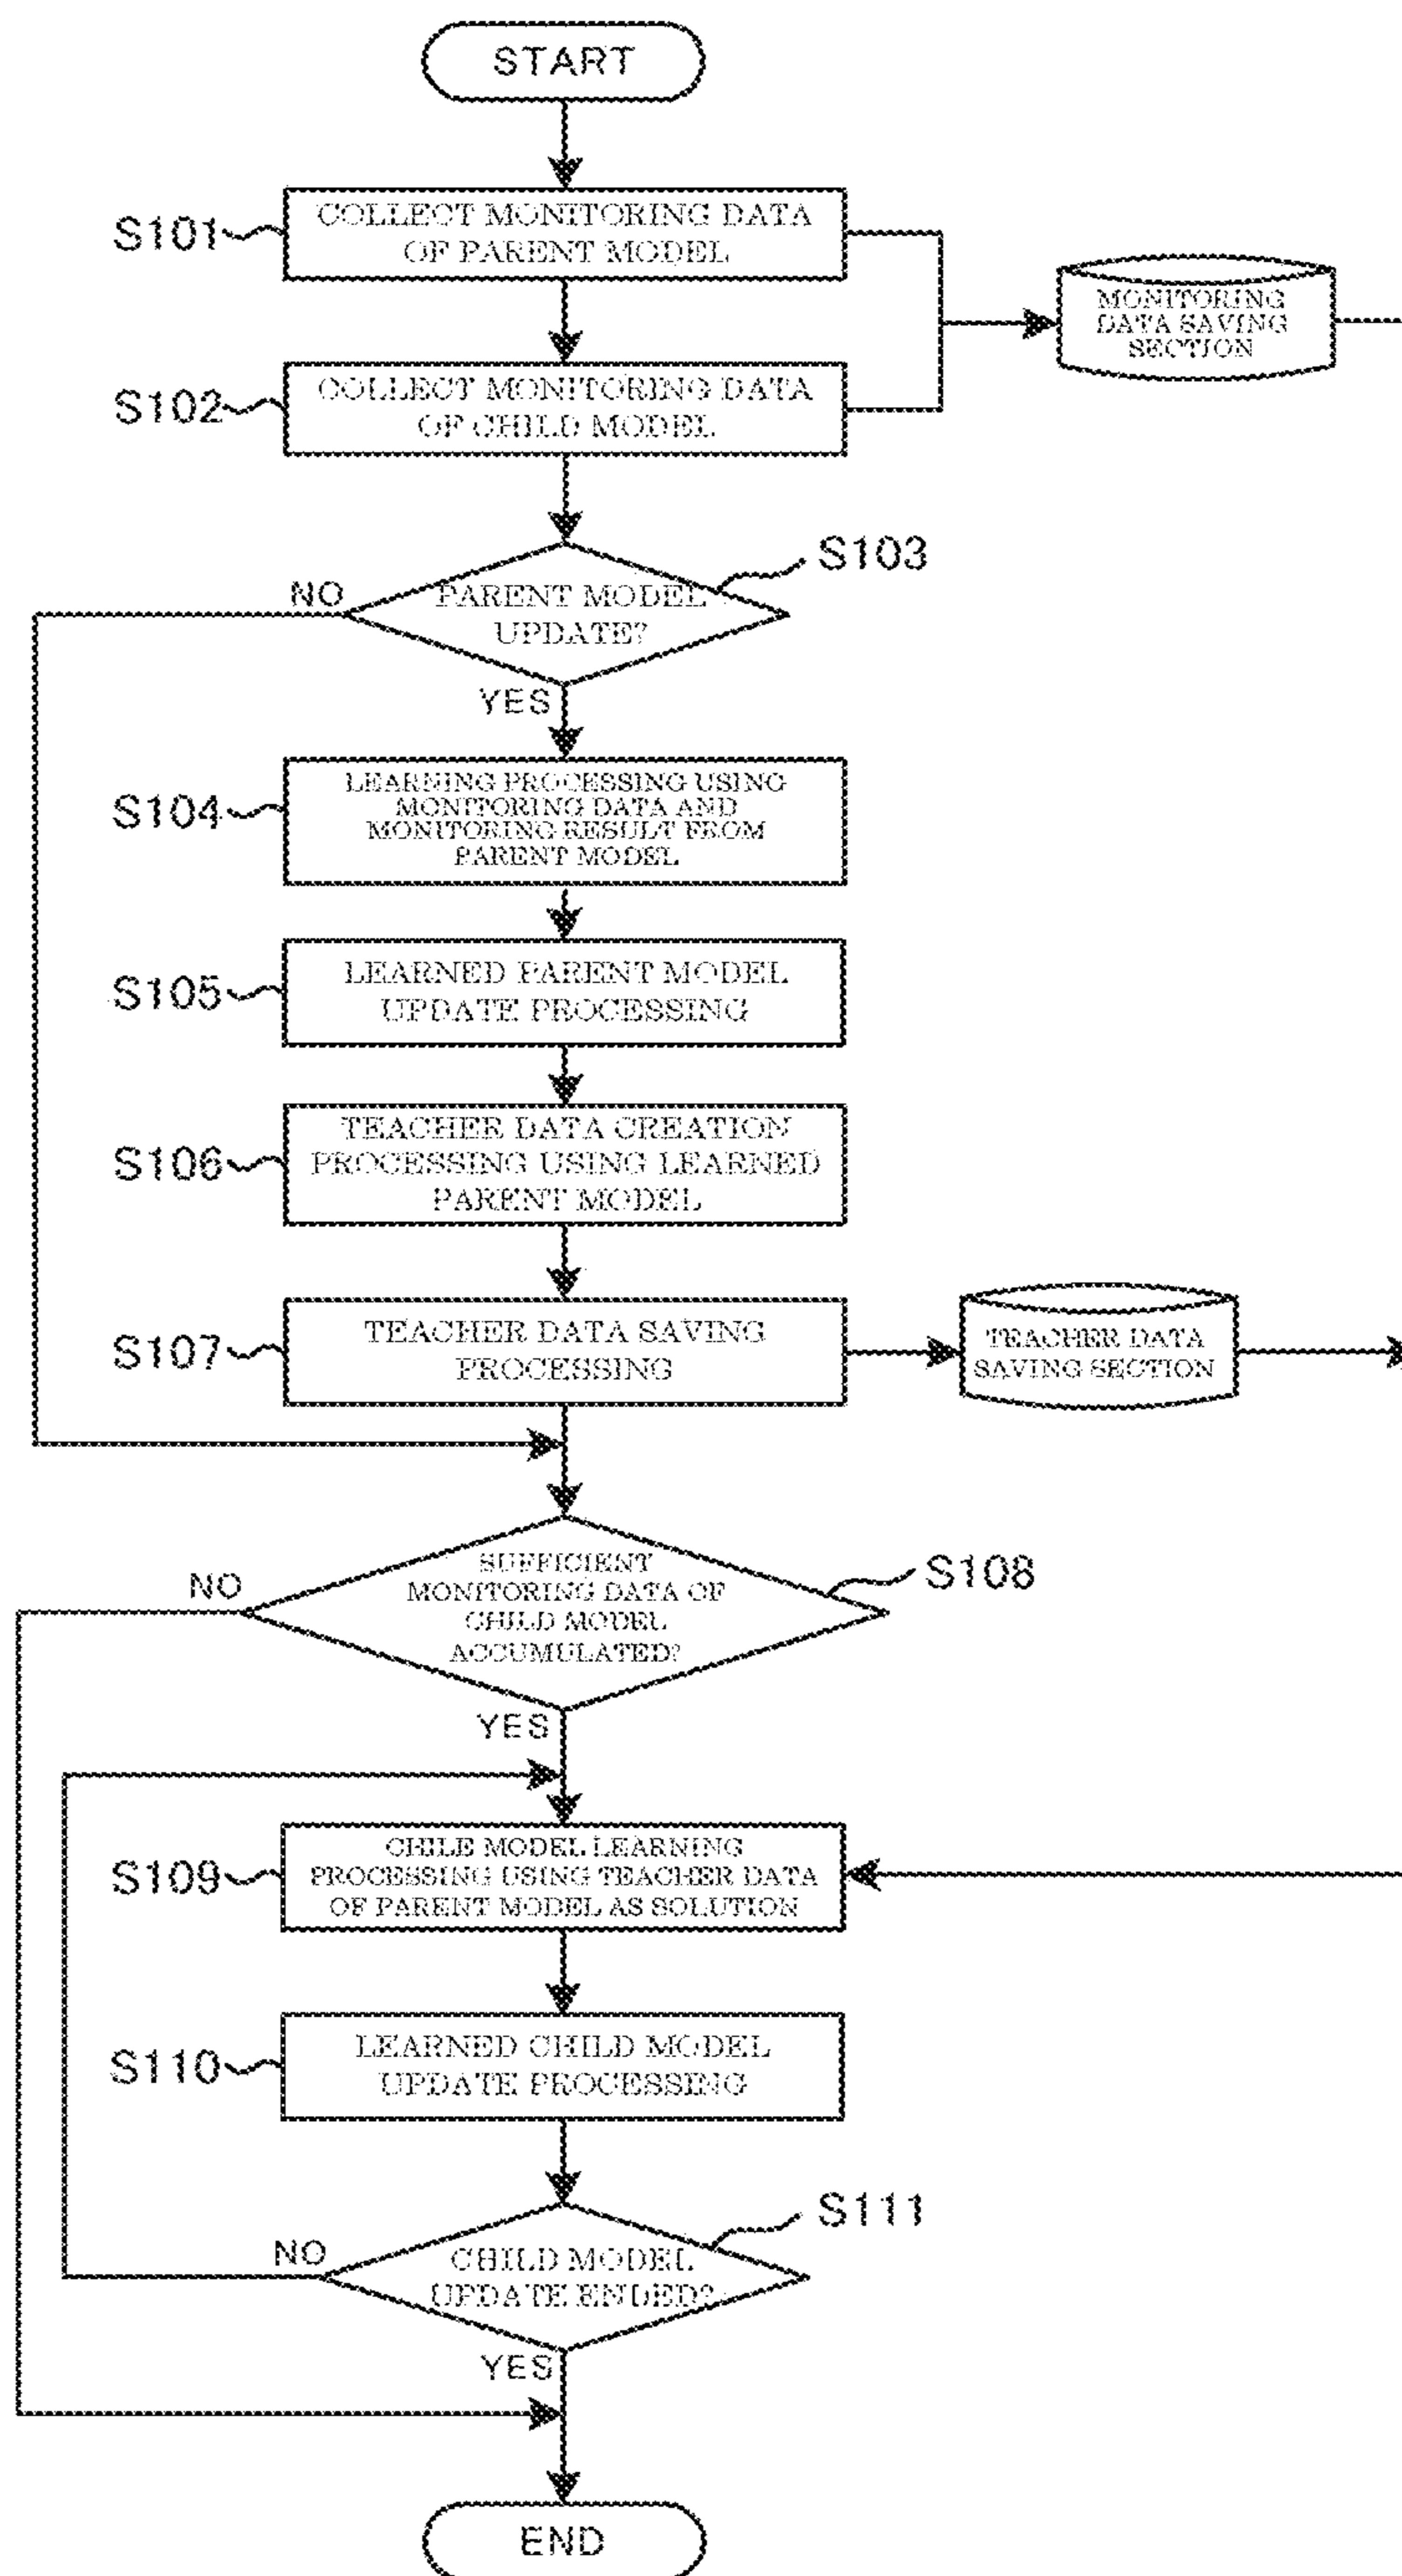 START
S101
COLLECT MONITORING DATA
OF PARENT MODEL
MONITORING
DATA SAVING
SECTION
S102
COLLECT MONITORING DATA
OF CHILD MODEL
S103
NO
PARENT MODEL
UPDATE?
YES
S104
LEARNING PROCESSING USING
MONITORING DATA AND
MONITORING RESULT FROM
PARENT MODEL
S105
LEARNED PARENT MODEL
UPDATE PROCESSING
S106
TEACHER DATA CREATION
PROCESSING USING LEARNED
PARENT MODEL
S107
TEACHER DATA SAVING
PROCESSING
TEACHER DATA
SAVING SECTION
S108
NO
SUFFICIENT
MONITORING DATA OF
CHILD MODEL
ACCUMULATED?
YES
S109
CHILE MODEL LEARNING
PROCESSING USING TEACHER DATA
OF PARENT MODEL AS SOLUTION
S110
LEARNED CHILD MODEL
UPDATE PROCESSING
S111
NO
CHILD MODEL
UPDATE ENDED?
YES
END